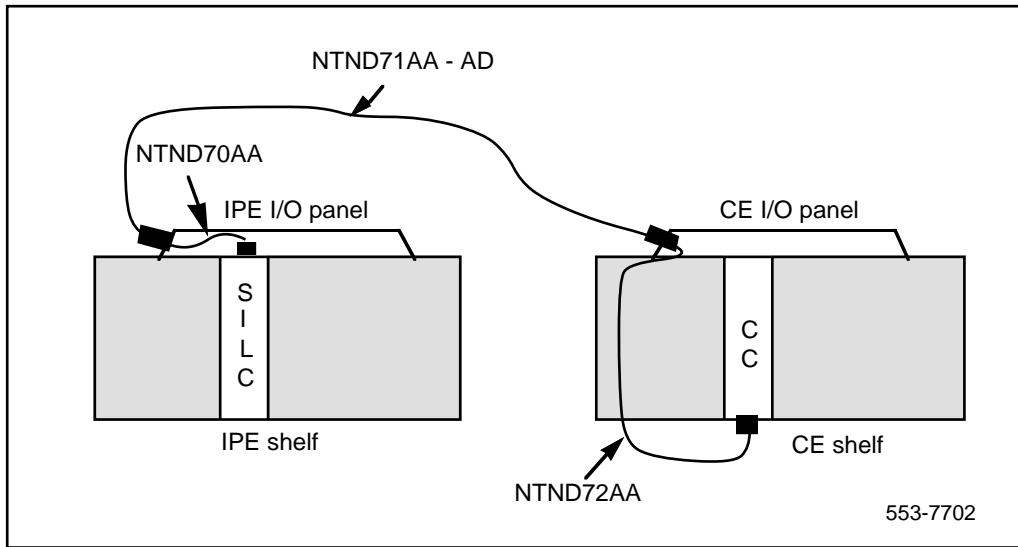 NTND71AA - AD
NTND70AA
IPE I/O panel
CE I/O panel
S
I
L
C
C
C
IPE shelf
CE shelf
NTND72AA
553-7702